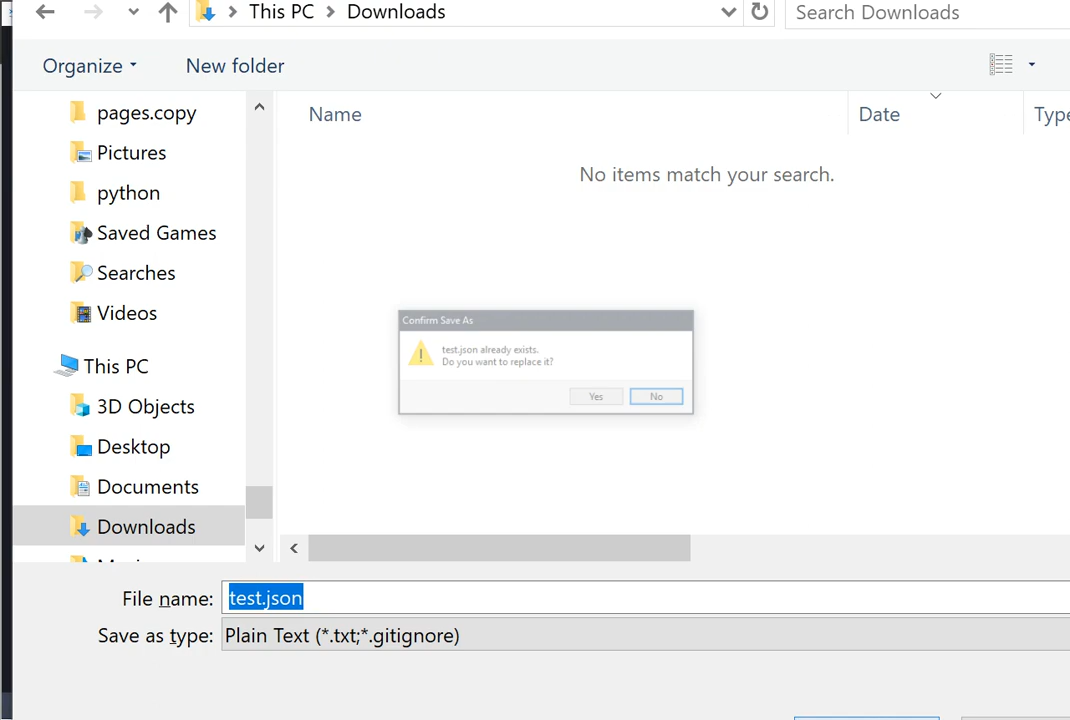 This PC
Downloads
Search Downloads
Organize
New folder
pages.copy
Pictures
python
Saved Games
Searches
Videos
This PC
3D Objects
Desktop
Documents
Downloads
Name
Date
Type
No items match your search.
Confirm Save As
test.json already exists.
Do you want to replace it?
Yes
No
File name:
test.json
Save as type:
Plain Text (*.txt;*.gitignore)